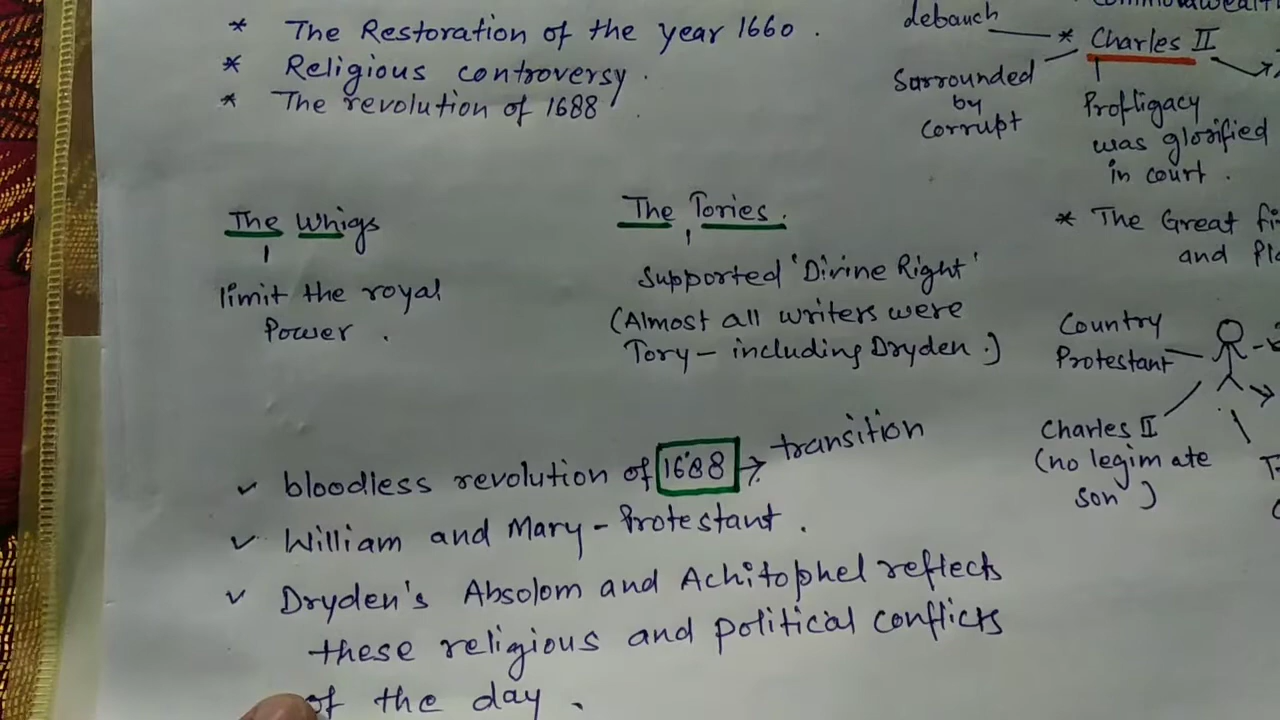 * The Restoration of the year 1660 .
* Religious controversy .
* The revolution of 1688 .
The Whigs
limit the royal
Power .
The Tories .
Supported 'Divine Right'
(Almost all writers were
Tory - including Dryden .)
✓ bloodless revolution of 1688 → transition
✓ William and Mary - Protestant .
✓ Dryden's Absolom and Achitophel reflects
these religious and political conflicts
of the day .
debauch
* Charles II
Surrounded
by
corrupt
Profligacy
was glorified
in court .
* The Great
and
Country
Protestant
Charles II
(no legimate
son)